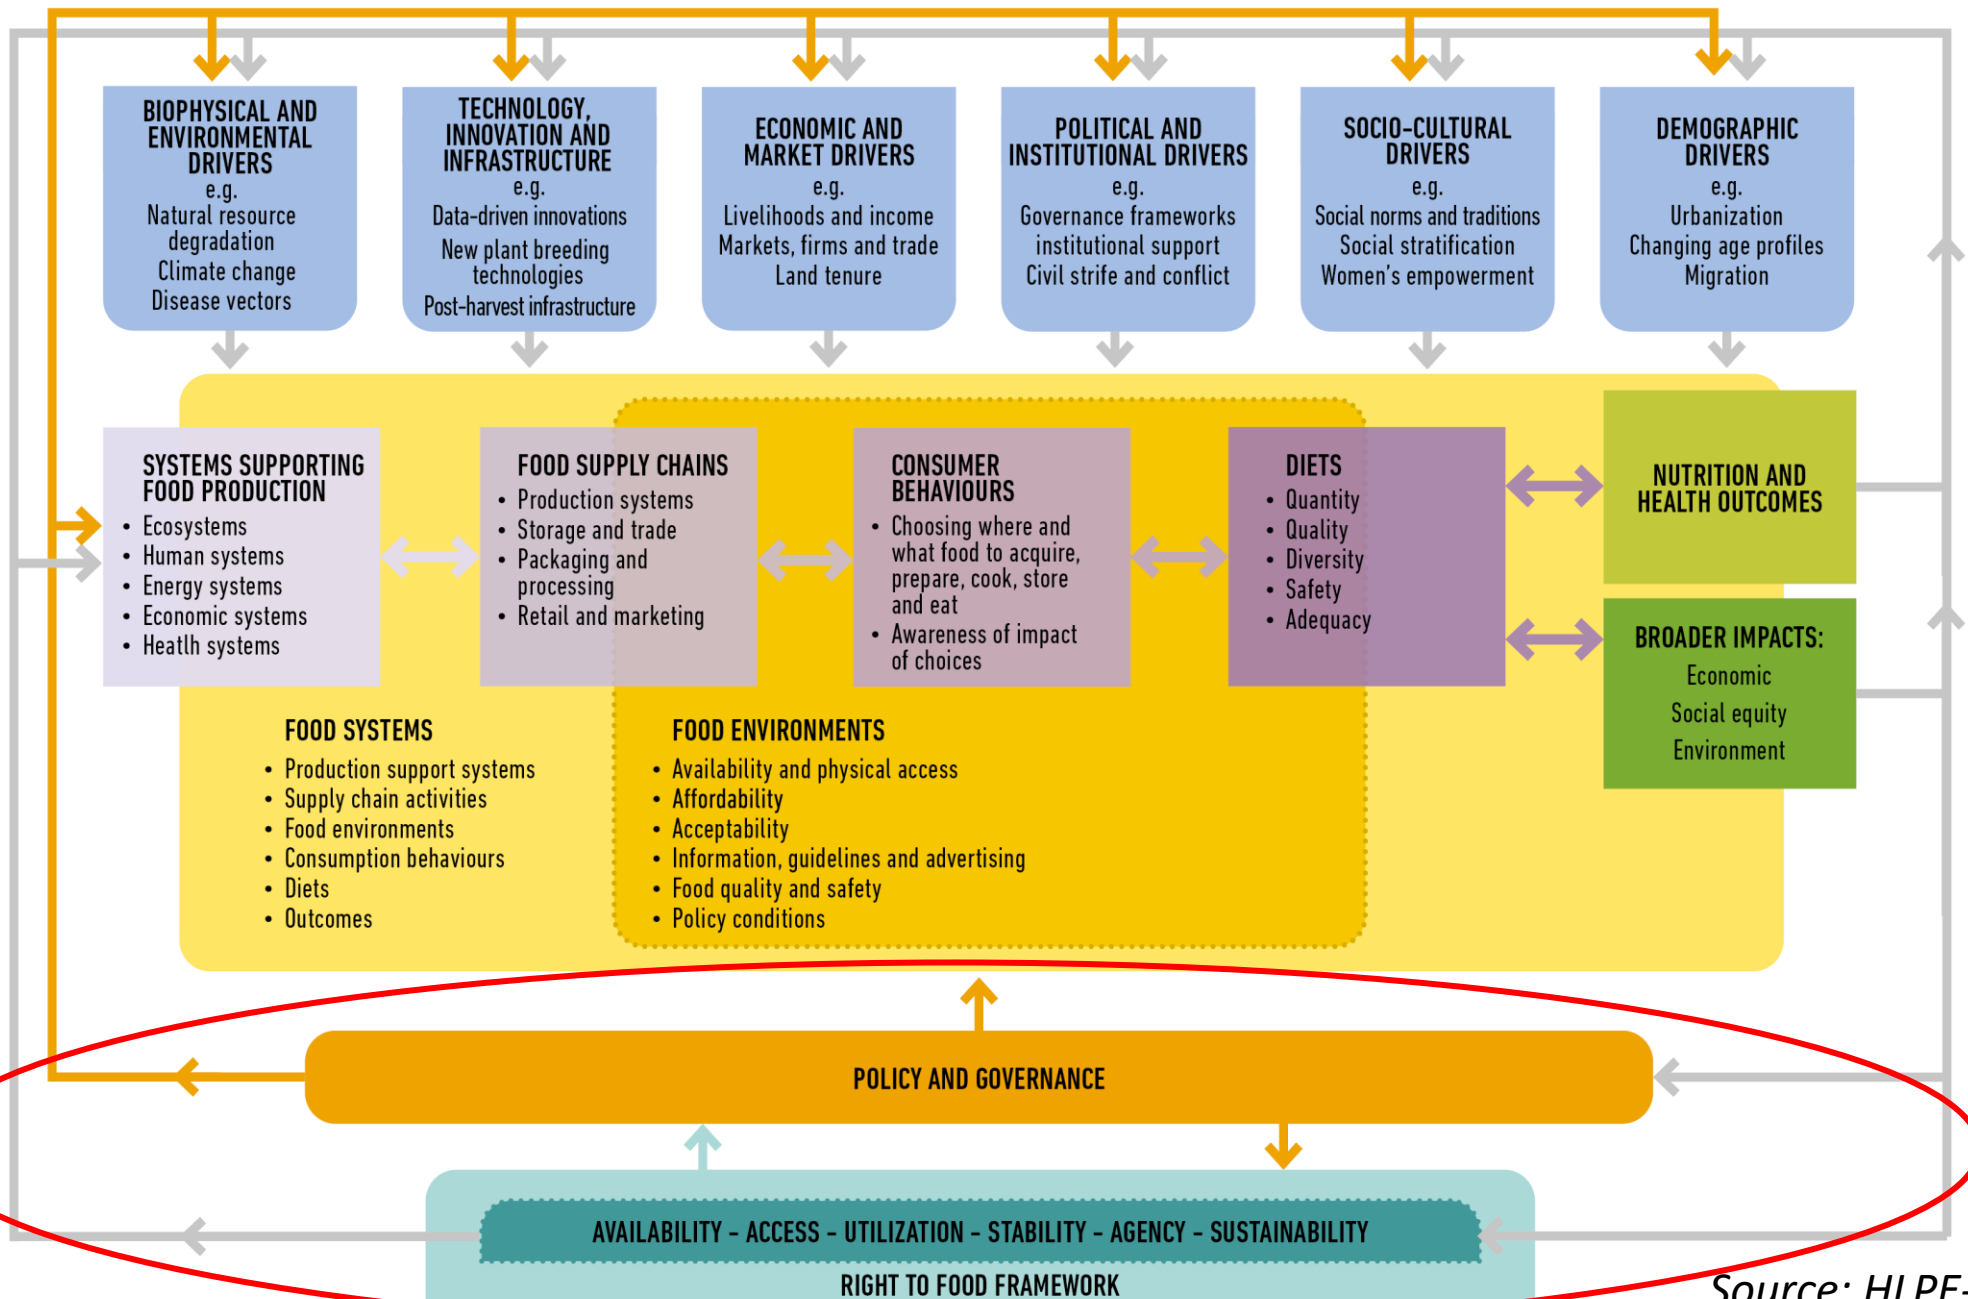 BIOPHYSICAL AND
ENVIRONMENTAL
DRIVERS
e.g.
Natural resource
degradation
Climate change
Disease vectors
TECHNOLOGY,
INNOVATION AND
INFRASTRUCTURE
e.g.
Data-driven innovations
New plant breeding
technologies
Post-harvest infrastructure
ECONOMIC AND
MARKET DRIVERS
e.g.
Livelihoods and income
Markets, firms and trade
Land tenure
POLITICAL AND
INSTITUTIONAL DRIVERS
e.g.
Governance frameworks
institutional support
Civil strife and conflict
SOCIO-CULTURAL
DRIVERS
e.g.
Social norms and traditions
Social stratification
Women's empowerment
DEMOGRAPHIC
DRIVERS
e.g.
Urbanization
Changing age profiles
Migration
SYSTEMS SUPPORTING
FOOD PRODUCTION
• Ecosystems
• Human systems
• Energy systems
• Economic systems
• Heatlh systems
FOOD SUPPLY CHAINS
• Production systems
• Storage and trade
• Packaging and
processing
• Retail and marketing
CONSUMER
BEHAVIOURS
• Choosing where and
what food to acquire,
prepare, cook, store
and eat
• Awareness of impact
of choices
DIETS
• Quantity
• Quality
• Diversity
• Safety
• Adequacy
NUTRITION AND
HEALTH OUTCOMES
BROADER IMPACTS:
Economic
Social equity
Environment
FOOD SYSTEMS
• Production support systems
• Supply chain activities
• Food environments
• Consumption behaviours
• Diets
• Outcomes
FOOD ENVIRONMENTS
• Availability and physical access
• Affordability
• Acceptability
• Information, guidelines and advertising
• Food quality and safety
• Policy conditions
POLICY AND GOVERNANCE
AVAILABILITY - ACCESS - UTILIZATION - STABILITY - AGENCY - SUSTAINABILITY
RIGHT TO FOOD FRAMEWORK
Source: HLPE-